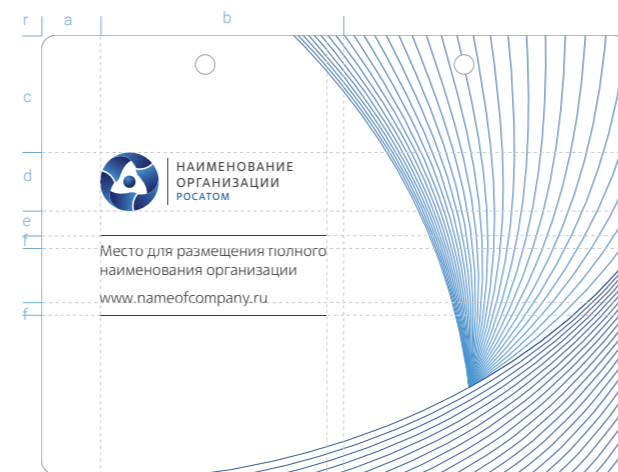 r a b
c
d
e
f
f
НАИМЕНОВАНИЕ
ОРГАНИЗАЦИИ
РОСАТОМ
Место для размещения полного
наименования организации
www.nameofcompany.ru